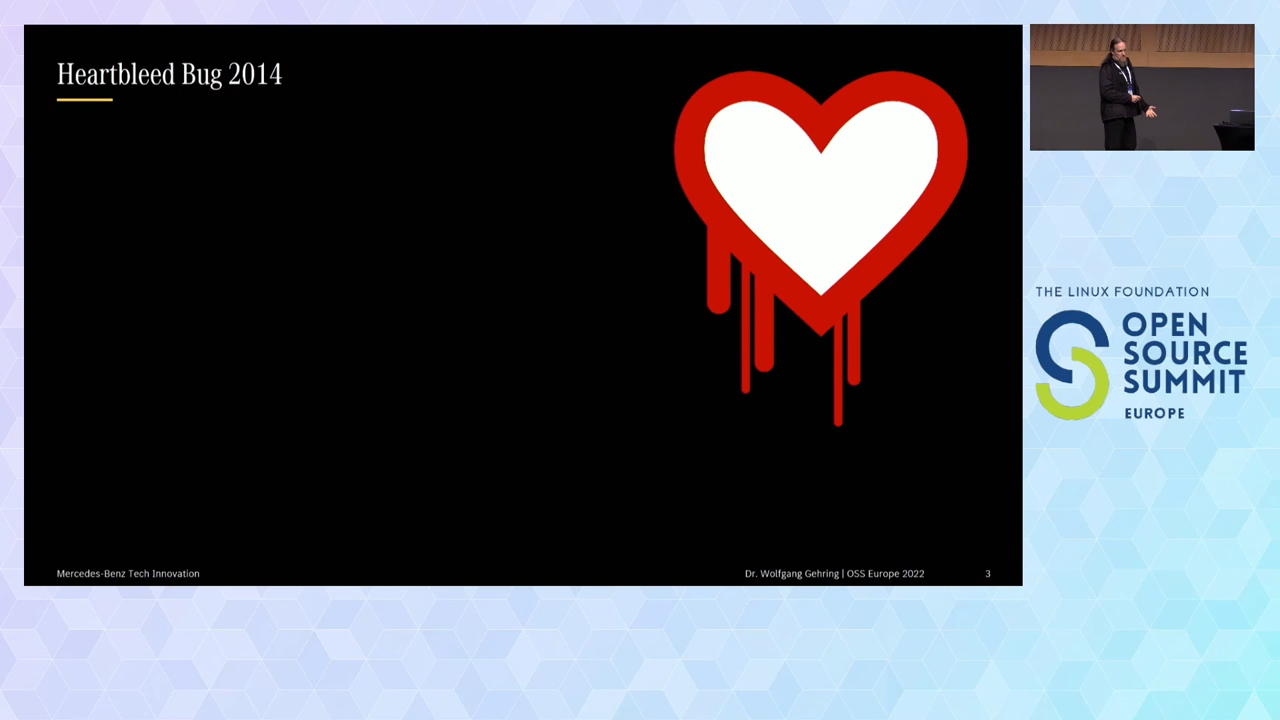 Heartbleed Bug 2014
Mercedes-Benz Tech Innovation
Dr. Wolfgang Gehring | OSS Europe 2022
3
THE LINUX FOUNDATION
OPEN
SOURCE
SUMMIT
EUROPE